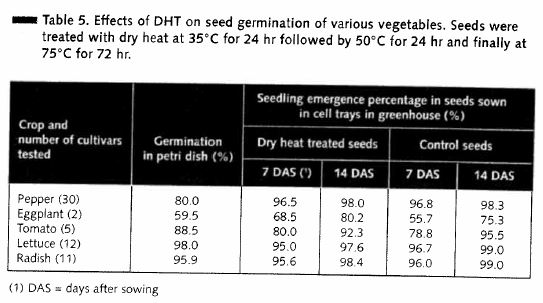 Table 5. Effects of DHT on seed germination of various vegetables. Seeds were
treated with dry heat at 35°C for 24 hr followed by 50°C for 24 hr and finally at
75°C for 72 hr.
Crop and number of cultivars tested
Germination in petri dish (%)
Seedling emergence percentage in seeds sown
in cell trays in greenhouse (%)
Dry heat treated seeds Control seeds
7 DAS (¹) 14 DAS 7 DAS 14 DAS
Pepper (30) 80.0 96.5 98.0 96.8 98.3
Eggplant (2) 59.5 68.5 80.2 55.7 75.3
Tomato (5) 88.5 80.0 92.3 78.8 95.5
Lettuce (12) 98.0 95.0 97.6 96.7 99.0
Radish (11) 95.9 95.6 98.4 96.0 99.0
(1) DAS = days after sowing